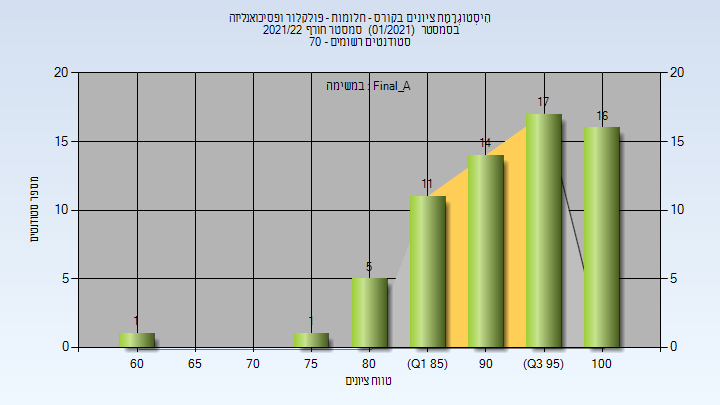 הִיסְטוֹגְרָמַת ציונים בקורס - חלומות - פולקלור ופסיכואנליזה
בסמסטר (01/2021) סמסטר חורף 2021/22
סטודנטים רשומים - 70
במשימה : Final_A
20 20
15 15
10 10
5 5
0 0
1 1 5 11 14 17 16
מספר סטודנטים
60 65 70 75 80 (Q1 85) 90 (Q3 95) 100
טווח ציונים